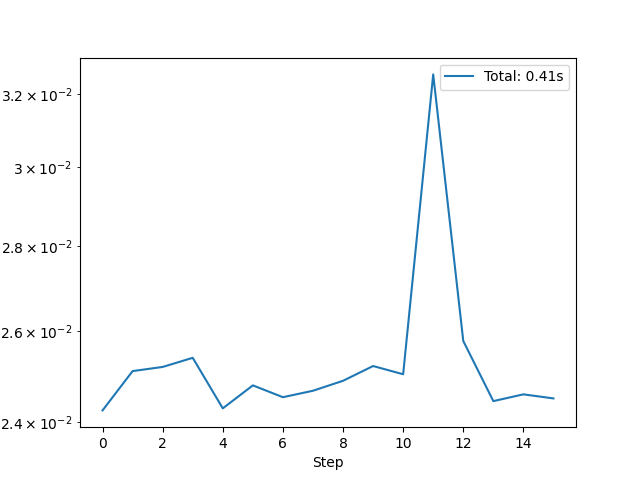 Total: 0.41s
3.2 × 10⁻²
3 × 10⁻²
2.8 × 10⁻²
2.6 × 10⁻²
2.4 × 10⁻²
0 2 4 6 8 10 12 14
Step